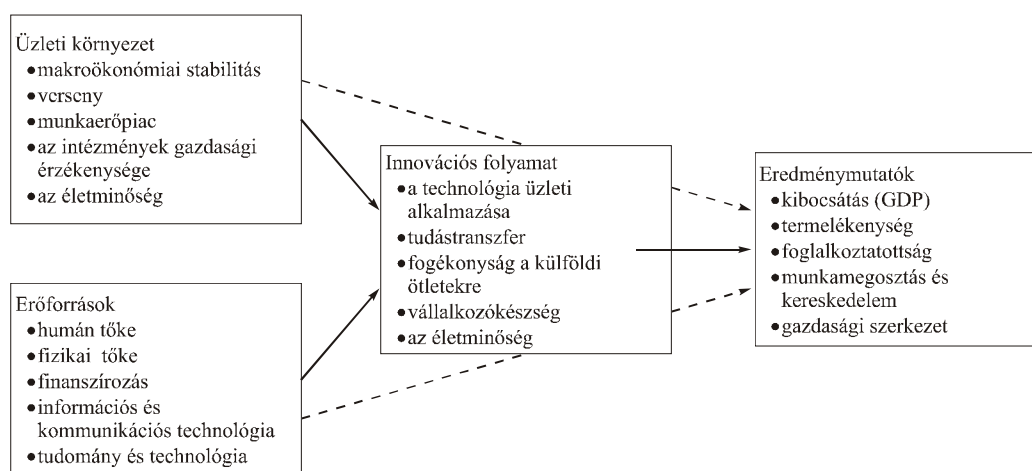 Üzleti környezet
●makroökonómiai stabilitás
●verseny
●munkaerőpiac
●az intézmények gazdasági
érzékenysége
●az életminőség
Erőforrások
●humán tőke
●fizikai tőke
●finanszírozás
●információs és
kommunikációs technológia
●tudomány és technológia
Innovációs folyamat
●a technológia üzleti
alkalmazása
●tudástranszfer
●fogékonyság a külföldi
ötletekre
●vállalkozókészség
●az életminőség
Eredménymutatók
●kibocsátás (GDP)
●termelékenység
●foglalkoztatottság
●munkamegosztás és
kereskedelem
●gazdasági szerkezet